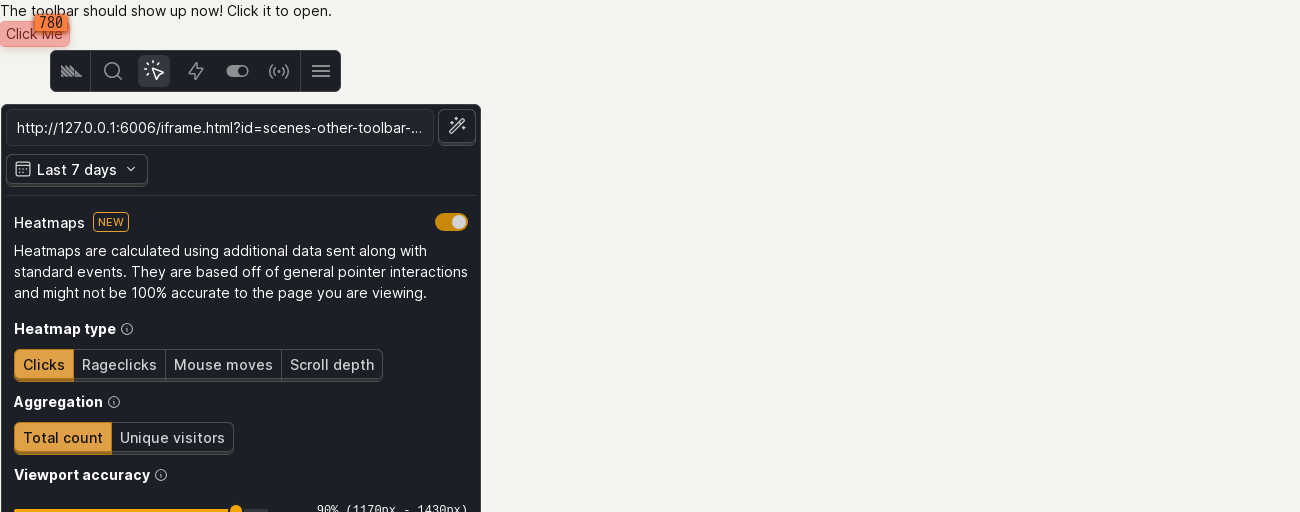 The toolbar should show up now! Click it to open.
780
Click Me
http://127.0.0.1:6006/iframe.html?id=scenes-other-toolbar-...
Last 7 days
Heatmaps NEW
Heatmaps are calculated using additional data sent along with
standard events. They are based off of general pointer interactions
and might not be 100% accurate to the page you are viewing.
Heatmap type
Clicks Rageclicks Mouse moves Scroll depth
Aggregation
Total count Unique visitors
Viewport accuracy
90% (1170px - 1430px)